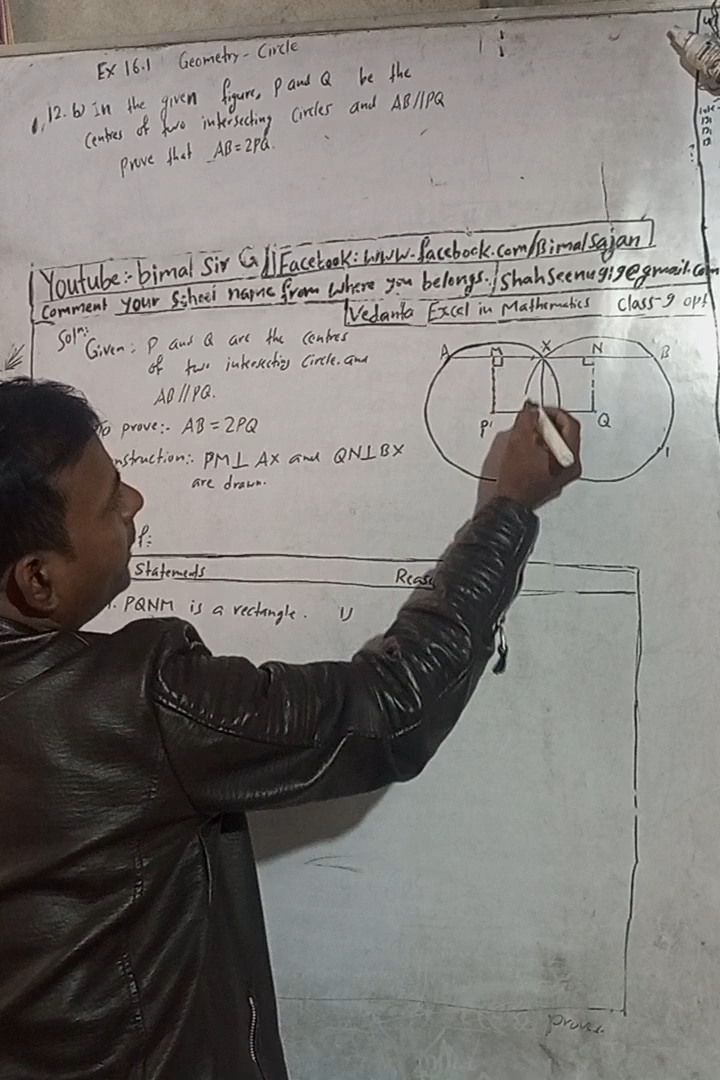 Ex 16.1 Geometry - Circle
12. b) In the given figure, P and Q be the
Centres of two intersecting Circles and AB//PQ
Prove that AB = 2PQ.
Youtube:- bimal Sir G // Facebook: www.facebook.com/Bimalsajan
Comment your School name from where you belongs. / Shahseenu919@gmail.com
Vedanta Excel in Mathematics Class-9 opt
Soln:
Given: P and Q are the centres
of two intersecting Circle. and
AB // PQ.
To prove:- AB = 2PQ
nstruction:- PM⊥ AX and QN⊥BX
are drawn.
A M X N B
P Q
f:
Statements Reas
1. PQNM is a rectangle. 1)
prove